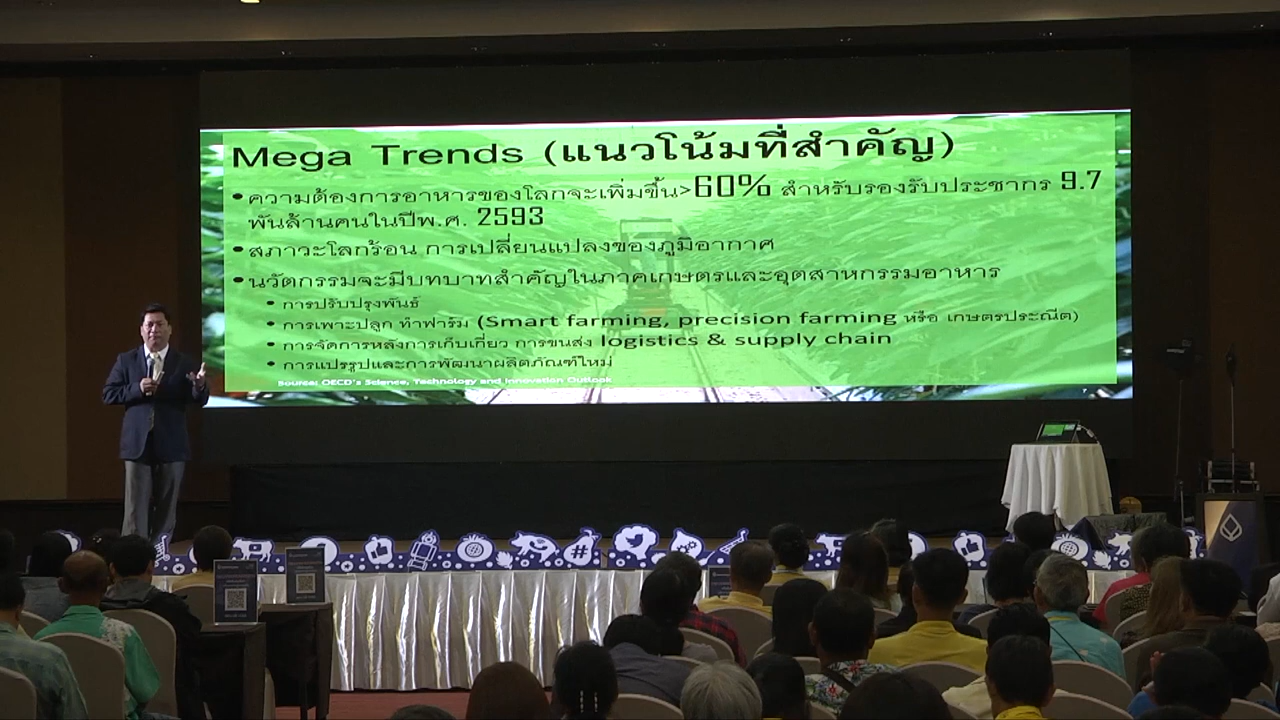 Mega Trends (แนวโน้มที่สำคัญ)
•ความต้องการอาหารของโลกจะเพิ่มขึ้น>60% สำหรับรองรับประชากร 9.7
พันล้านคนในปีพ.ศ. 2593
•สภาวะโลกร้อน การเปลี่ยนแปลงของภูมิอากาศ
•นวัตกรรมจะมีบทบาทสำคัญในภาคเกษตรและอุตสาหกรรมอาหาร
• การปรับปรุงพันธ์
• การเพาะปลูก ทำฟาร์ม (Smart farming, precision farming หรือ เกษตรประณีต)
• การจัดการหลังการเก็บเกี่ยว การขนส่ง logistics & supply chain
• การแปรรูปและการพัฒนาผลิตภัณฑ์ใหม่
Source: OECD's Science, Technology and Innovation Outlook
#